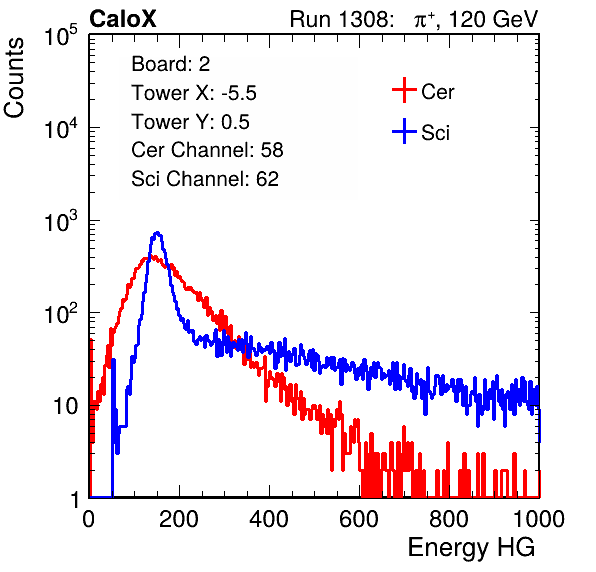 CaloX Run 1308: π⁺, 120 GeV
Counts
Board: 2
Tower X: -5.5
Tower Y: 0.5
Cer Channel: 58
Sci Channel: 62
Cer
Sci
10⁵
10⁴
10³
10²
10
1
0 200 400 600 800 1000
Energy HG